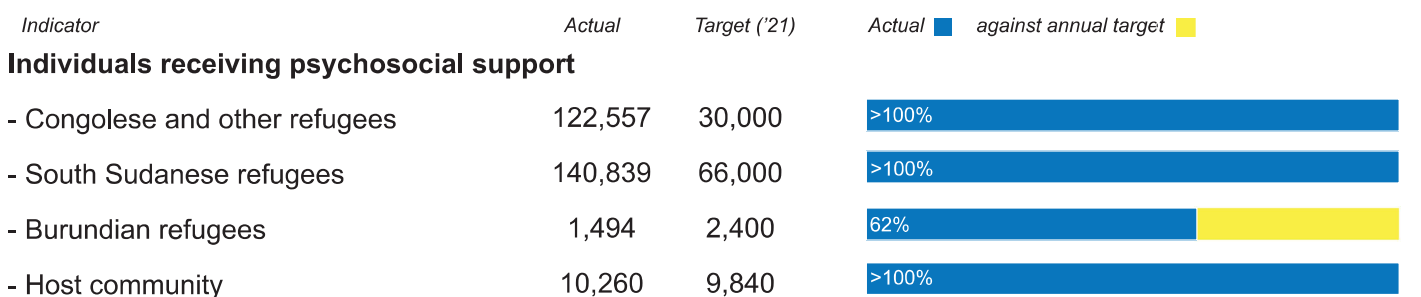 Indicator Actual Target ('21) Actual against annual target
Individuals receiving psychosocial support
- Congolese and other refugees 122,557 30,000 >100%
- South Sudanese refugees 140,839 66,000 >100%
- Burundian refugees 1,494 2,400 62%
- Host community 10,260 9,840 >100%